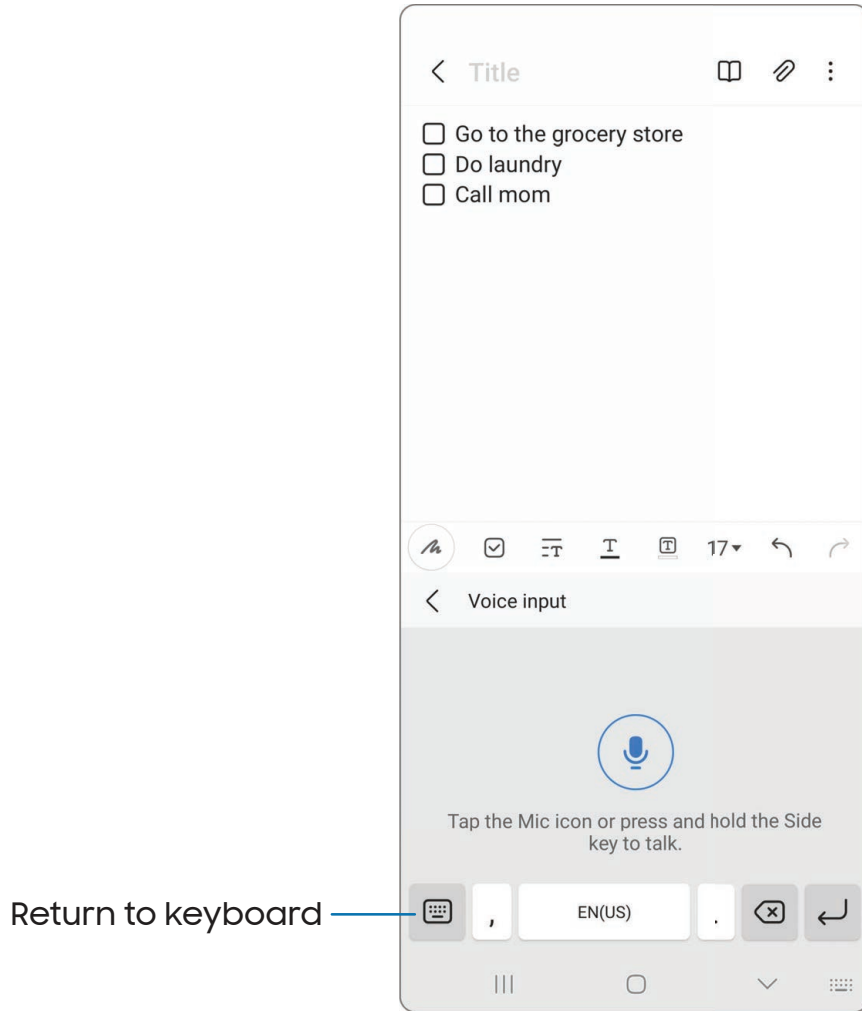 Title
Go to the grocery store
Do laundry
Call mom
17
Voice input
Tap the Mic icon or press and hold the Side
key to talk.
Return to keyboard
, EN(US) .